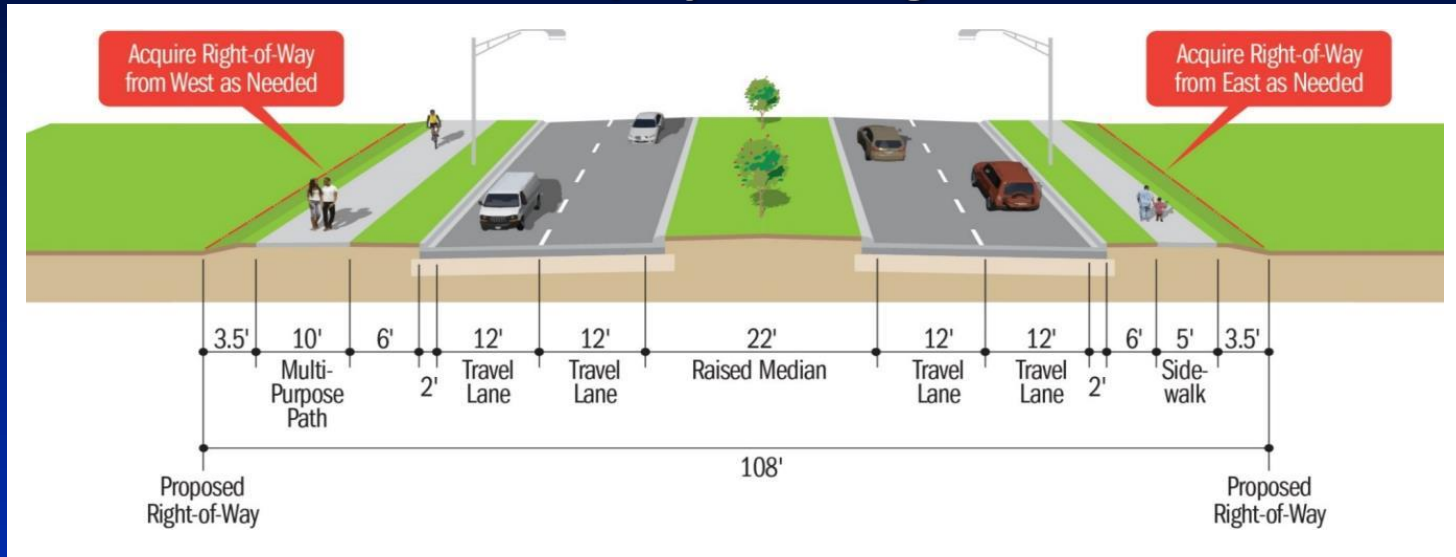 Acquire Right-of-Way
from West as Needed
Acquire Right-of-Way
from East as Needed
3.5' 10' 6' 2' 12' 12' 22' 12' 12' 2' 6' 5' 3.5'
Multi-
Purpose
Path
Travel
Lane
Travel
Lane
Raised Median
Travel
Lane
Travel
Lane
Side-
walk
108'
Proposed
Right-of-Way
Proposed
Right-of-Way